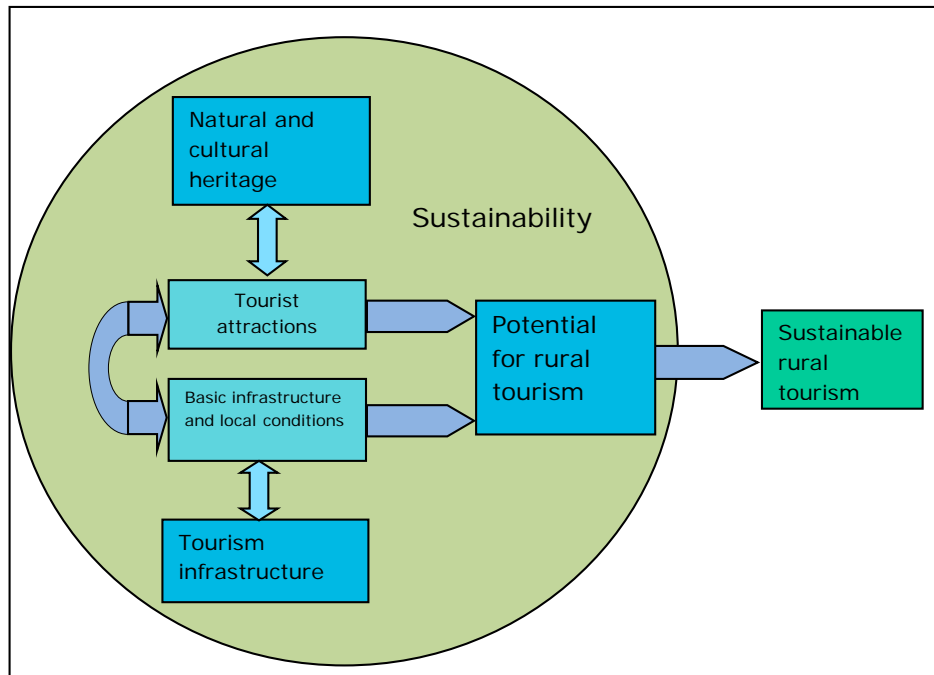 Natural and
cultural
heritage
Sustainability
Tourist
attractions
Potential
for rural
tourism
Sustainable
rural
tourism
Basic infrastructure
and local conditions
Tourism
infrastructure